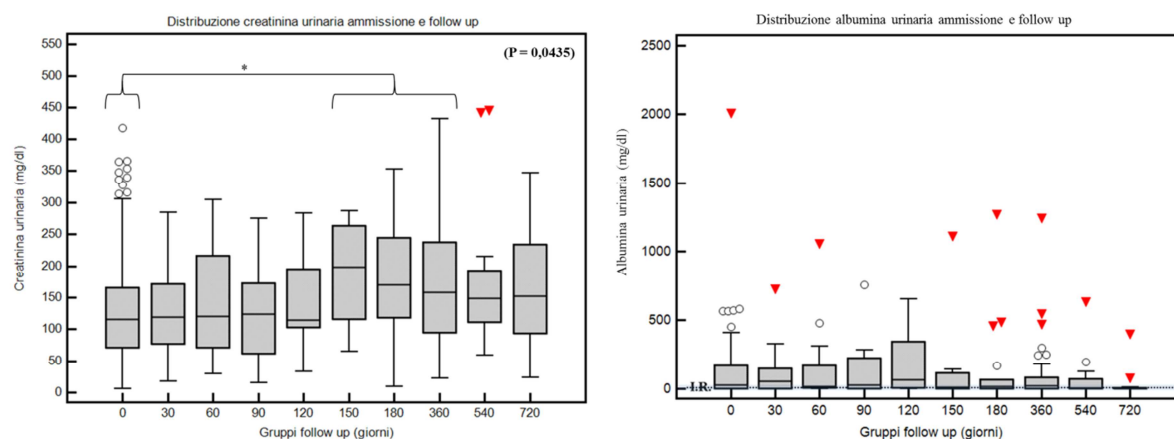 Distribuzione creatinina urinaria ammissione e follow up
550
500
450
400
350
300
250
200
150
100
50
0
Creatinina urinaria (mg/dl)
*
(P = 0,0435)
0 30 60 90 120 150 180 360 540 720
Gruppi follow up (giorni)
Distribuzione albumina urinaria ammissione e follow up
2500
2000
1500
1000
500
0
Albumina urinaria (mg/dl)
I.R.
0 30 60 90 120 150 180 360 540 720
Gruppi follow up (giorni)